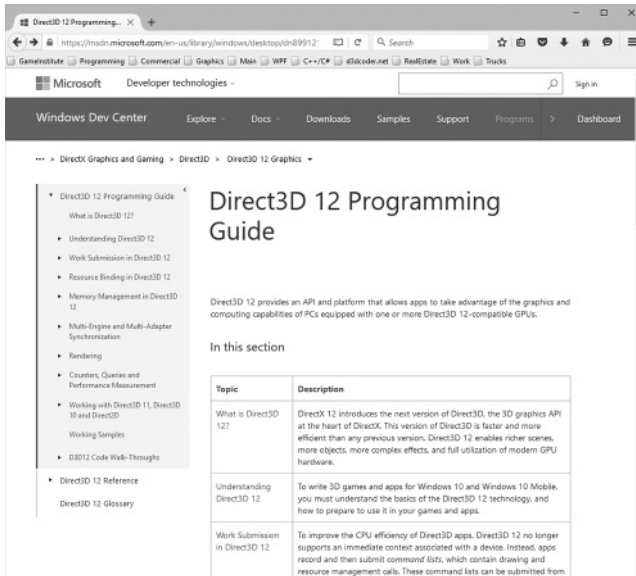 Direct3D 12 Programming...
https://msdn.microsoft.com/en-us/library/windows/desktop/dn89912
Search
Gameinstitute Programming Commercial Graphics Main WPF C++/C# d3dcoder.net RealEstate Work Trucks
Microsoft Developer technologies
Sign in
Windows Dev Center Explore Docs Downloads Samples Support Programs > Dashboard
••• > DirectX Graphics and Gaming > Direct3D > Direct3D 12 Graphics
Direct3D 12 Programming Guide
What is Direct3D 12?
Understanding Direct3D 12
Work Submission in Direct3D 12
Resource Binding in Direct3D 12
Memory Management in Direct3D
12
Multi-Engine and Multi-Adapter
Synchronization
Rendering
Counters, Queries and
Performance Measurement
Working with Direct3D 11, Direct3D
10 and Direct2D
Working Samples
D3D12 Code Walk-Throughs
Direct3D 12 Reference
Direct3D 12 Glossary
Direct3D 12 Programming
Guide
Direct3D 12 provides an API and platform that allows apps to take advantage of the graphics and
computing capabilities of PCs equipped with one or more Direct3D 12-compatible GPUs.
In this section
Topic Description
What is Direct3D
12?
DirectX 12 introduces the next version of Direct3D, the 3D graphics API
at the heart of DirectX. This version of Direct3D is faster and more
efficient than any previous version. Direct3D 12 enables richer scenes,
more objects, more complex effects, and full utilization of modern GPU
hardware.
Understanding
Direct3D 12
To write 3D games and apps for Windows 10 and Windows 10 Mobile,
you must understand the basics of the Direct3D 12 technology, and
how to prepare to use it in your games and apps.
Work Submission
in Direct3D 12
To improve the CPU efficiency of Direct3D apps, Direct3D 12 no longer
supports an immediate context associated with a device. Instead, apps
record and then submit command lists, which contain drawing and
resource management calls. These command lists can be submitted from